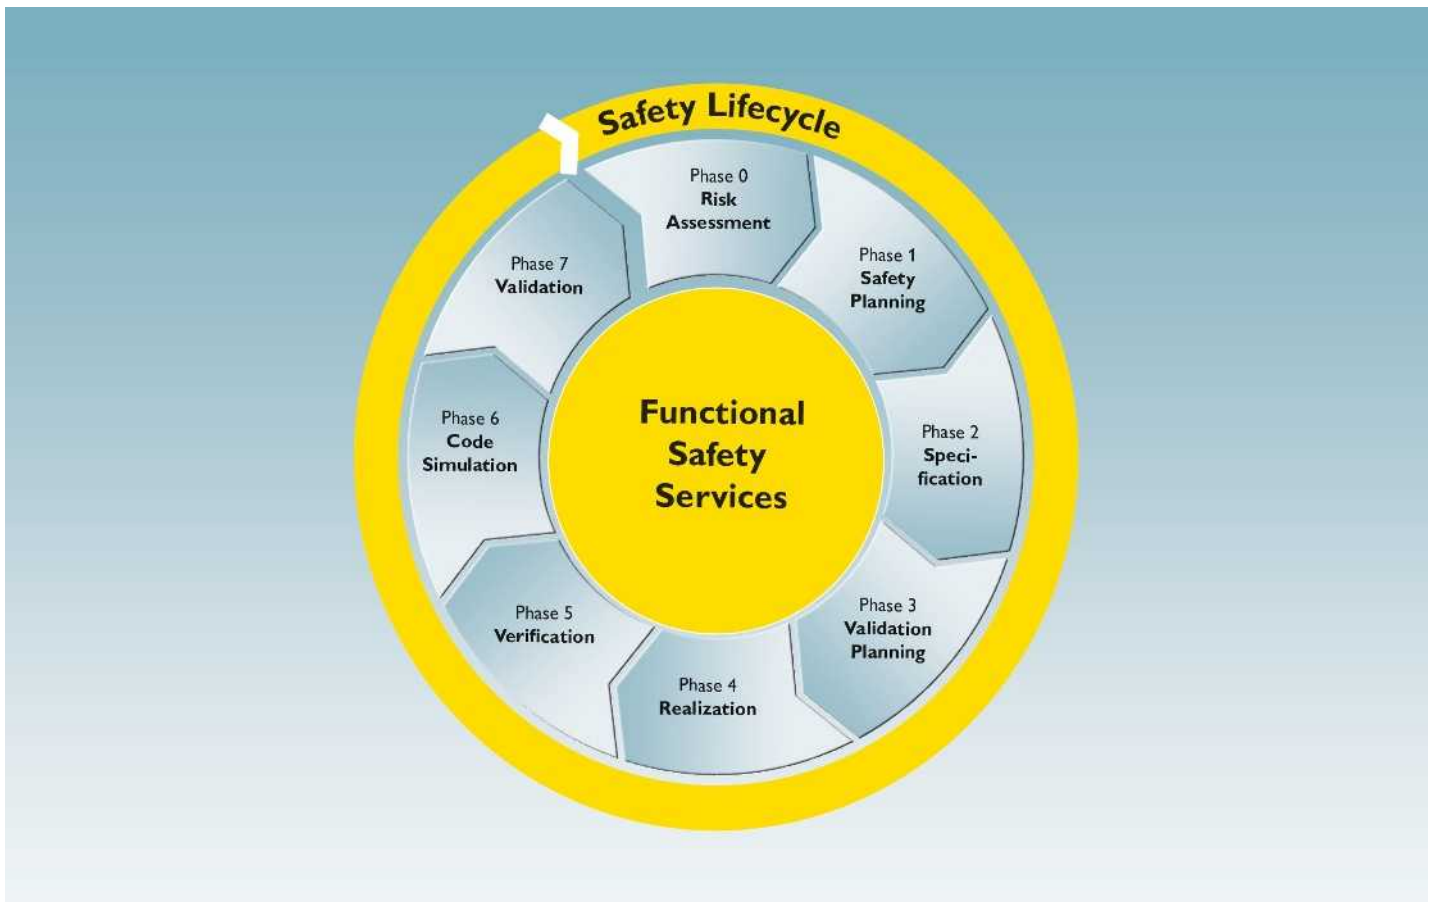 Safety Lifecycle
Phase 0
Risk
Assessment
Phase 1
Safety
Planning
Phase 2
Speci-
fication
Phase 3
Validation
Planning
Phase 4
Realization
Phase 5
Verification
Phase 6
Code
Simulation
Phase 7
Validation
Functional
Safety
Services